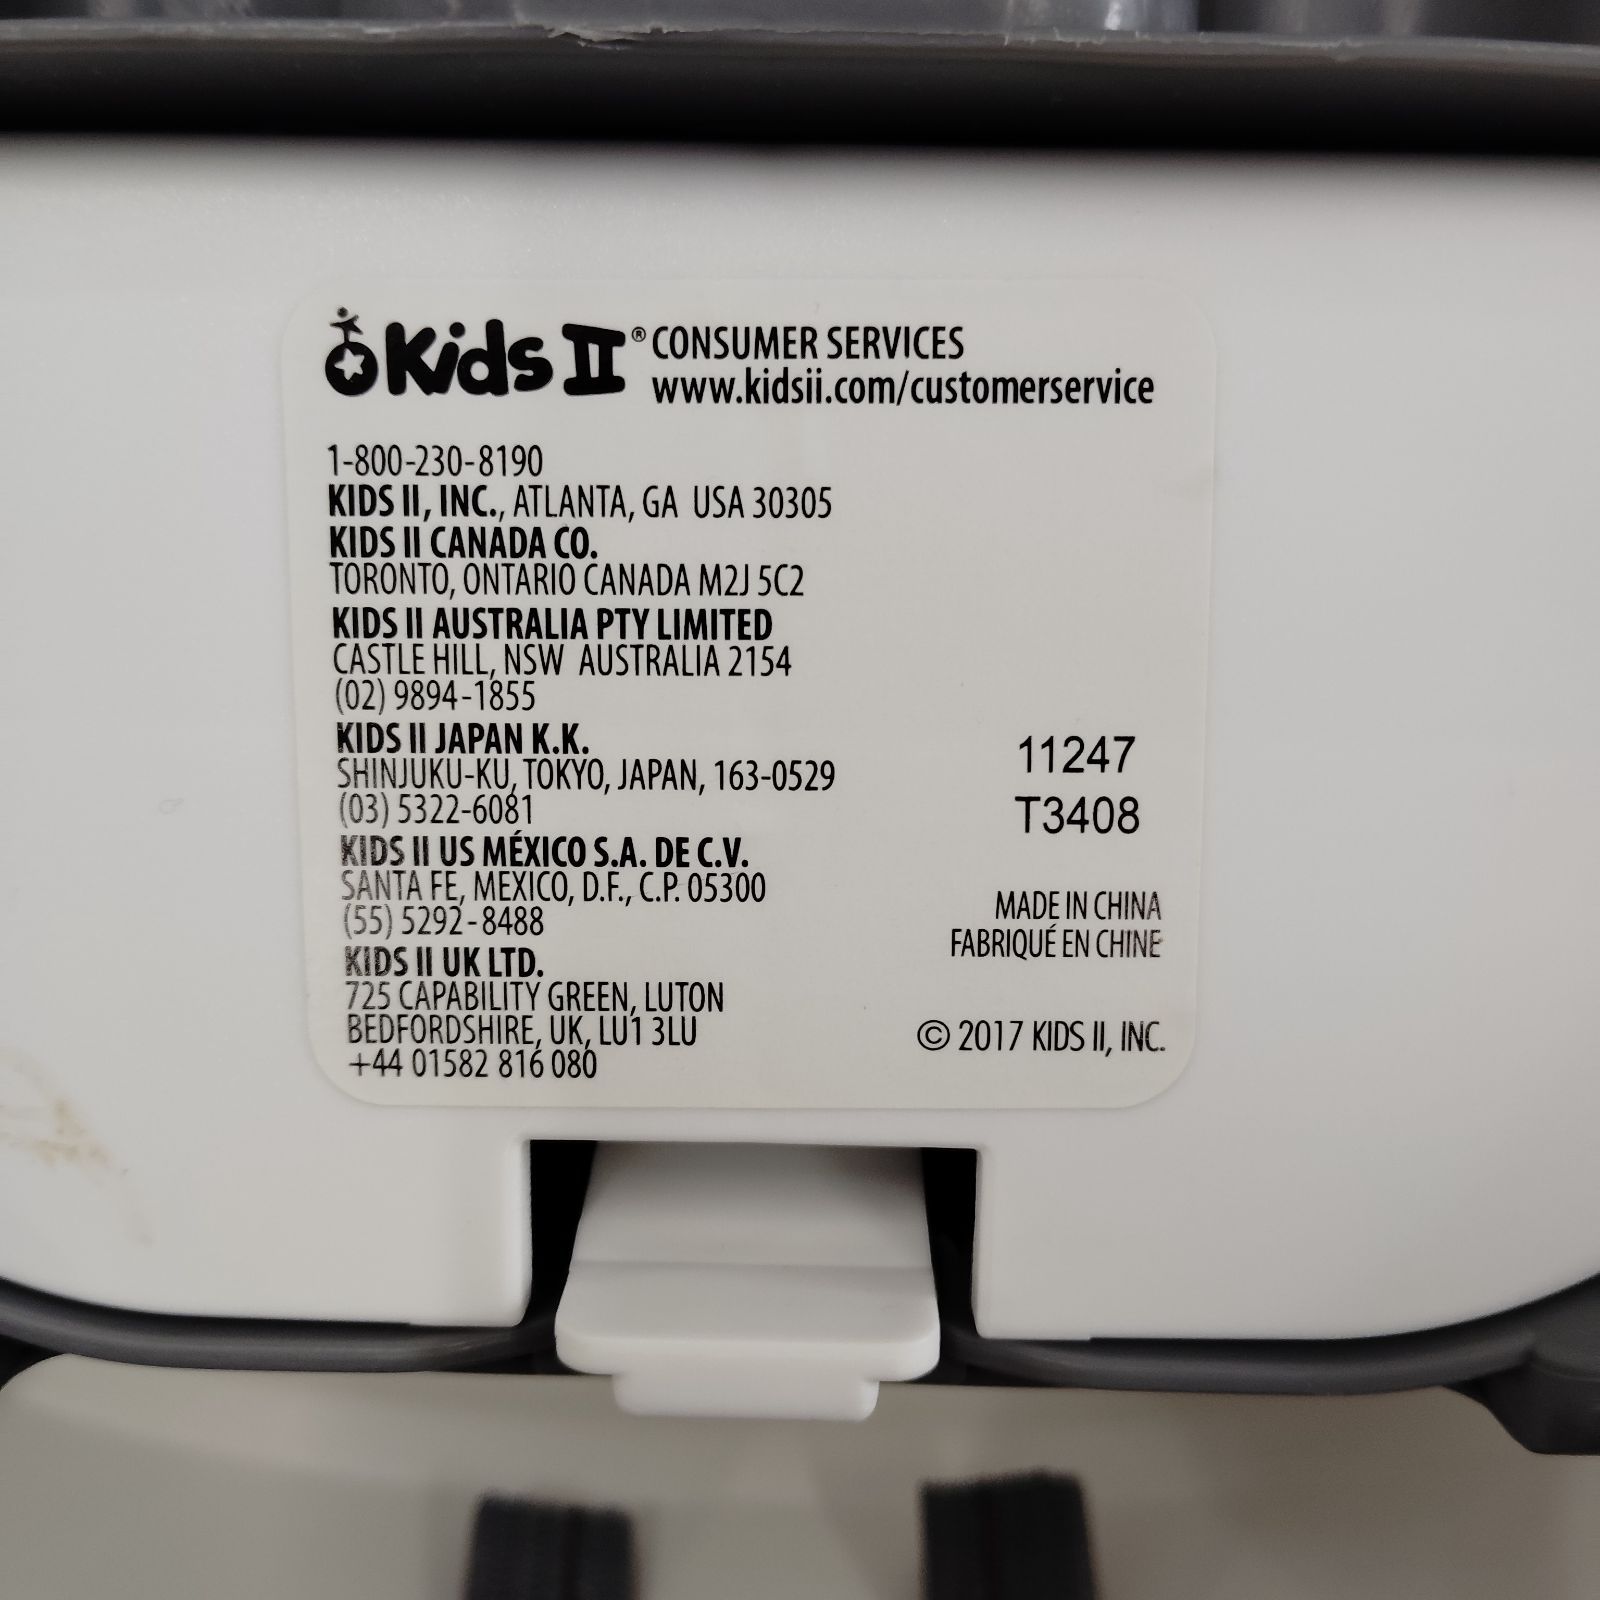 Kids II® CONSUMER SERVICES
www.kidsii.com/customerservice
1-800-230-8190
KIDS II, INC., ATLANTA, GA USA 30305
KIDS II CANADA CO.
TORONTO, ONTARIO CANADA M2J 5C2
KIDS II AUSTRALIA PTY LIMITED
CASTLE HILL, NSW AUSTRALIA 2154
(02) 9894-1855
KIDS II JAPAN K.K.
SHINJUKU-KU, TOKYO, JAPAN, 163-0529
(03) 5322-6081
KIDS II US MÉXICO S.A. DE C.V.
SANTA FE, MEXICO, D.F., C.P. 05300
(55) 5292-8488
KIDS II UK LTD.
725 CAPABILITY GREEN, LUTON
BEDFORDSHIRE, UK, LU1 3LU
+44 01582 816 080
11247
T3408
MADE IN CHINA
FABRIQUÉ EN CHINE
© 2017 KIDS II, INC.